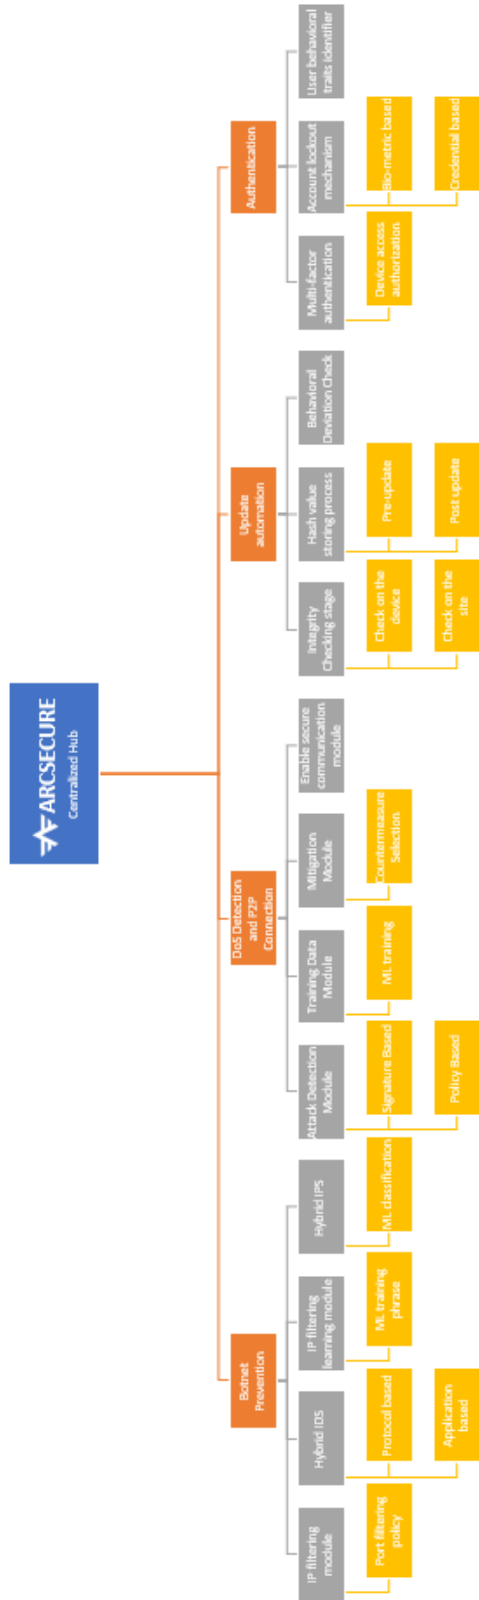 ARCSECURE
Centralized Hub
Botnet
Prevention
DoS Detection
and P2P
Connection
Update
automation
Authentication
IP filtering
module
Hybrid IDS
IP filtering
learning module
Hybrid IPS
Attack Detection
Module
Training Data
Module
Mitigation
Module
Enable secure
communication
module
Integrity
Checking stage
Hash value
storing process
Behavioral
Deviation Check
Multi-factor
authentication
Account lockout
mechanism
User behavioral
traits identifier
Port filtering
policy
Protocol based
ML training
phrase
ML classification
Signature Based
ML training
Countermeasure
Selection
Check on the
device
Pre-update
Device access
authorization
Bio-metric based
Application
based
Policy Based
Check on the
site
Post update
Credential based